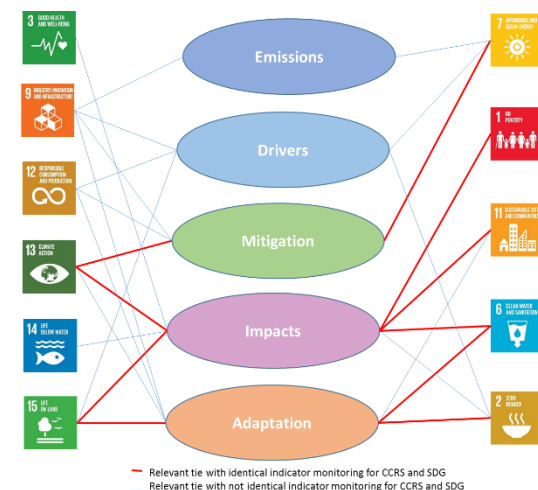 3 GOOD HEALTH
AND WELL-BEING
9 INDUSTRY, INNOVATION
AND INFRASTRUCTURE
12 RESPONSIBLE
CONSUMPTION
AND PRODUCTION
13 CLIMATE
ACTION
14 LIFE
BELOW WATER
15 LIFE
ON LAND
Emissions
Drivers
Mitigation
Impacts
Adaptation
7 AFFORDABLE AND
CLEAN ENERGY
1 NO
POVERTY
11 SUSTAINABLE CITIES
AND COMMUNITIES
6 CLEAN WATER
AND SANITATION
2 ZERO
HUNGER
Relevant tie with identical indicator monitoring for CCRS and SDG
Relevant tie with not identical indicator monitoring for CCRS and SDG